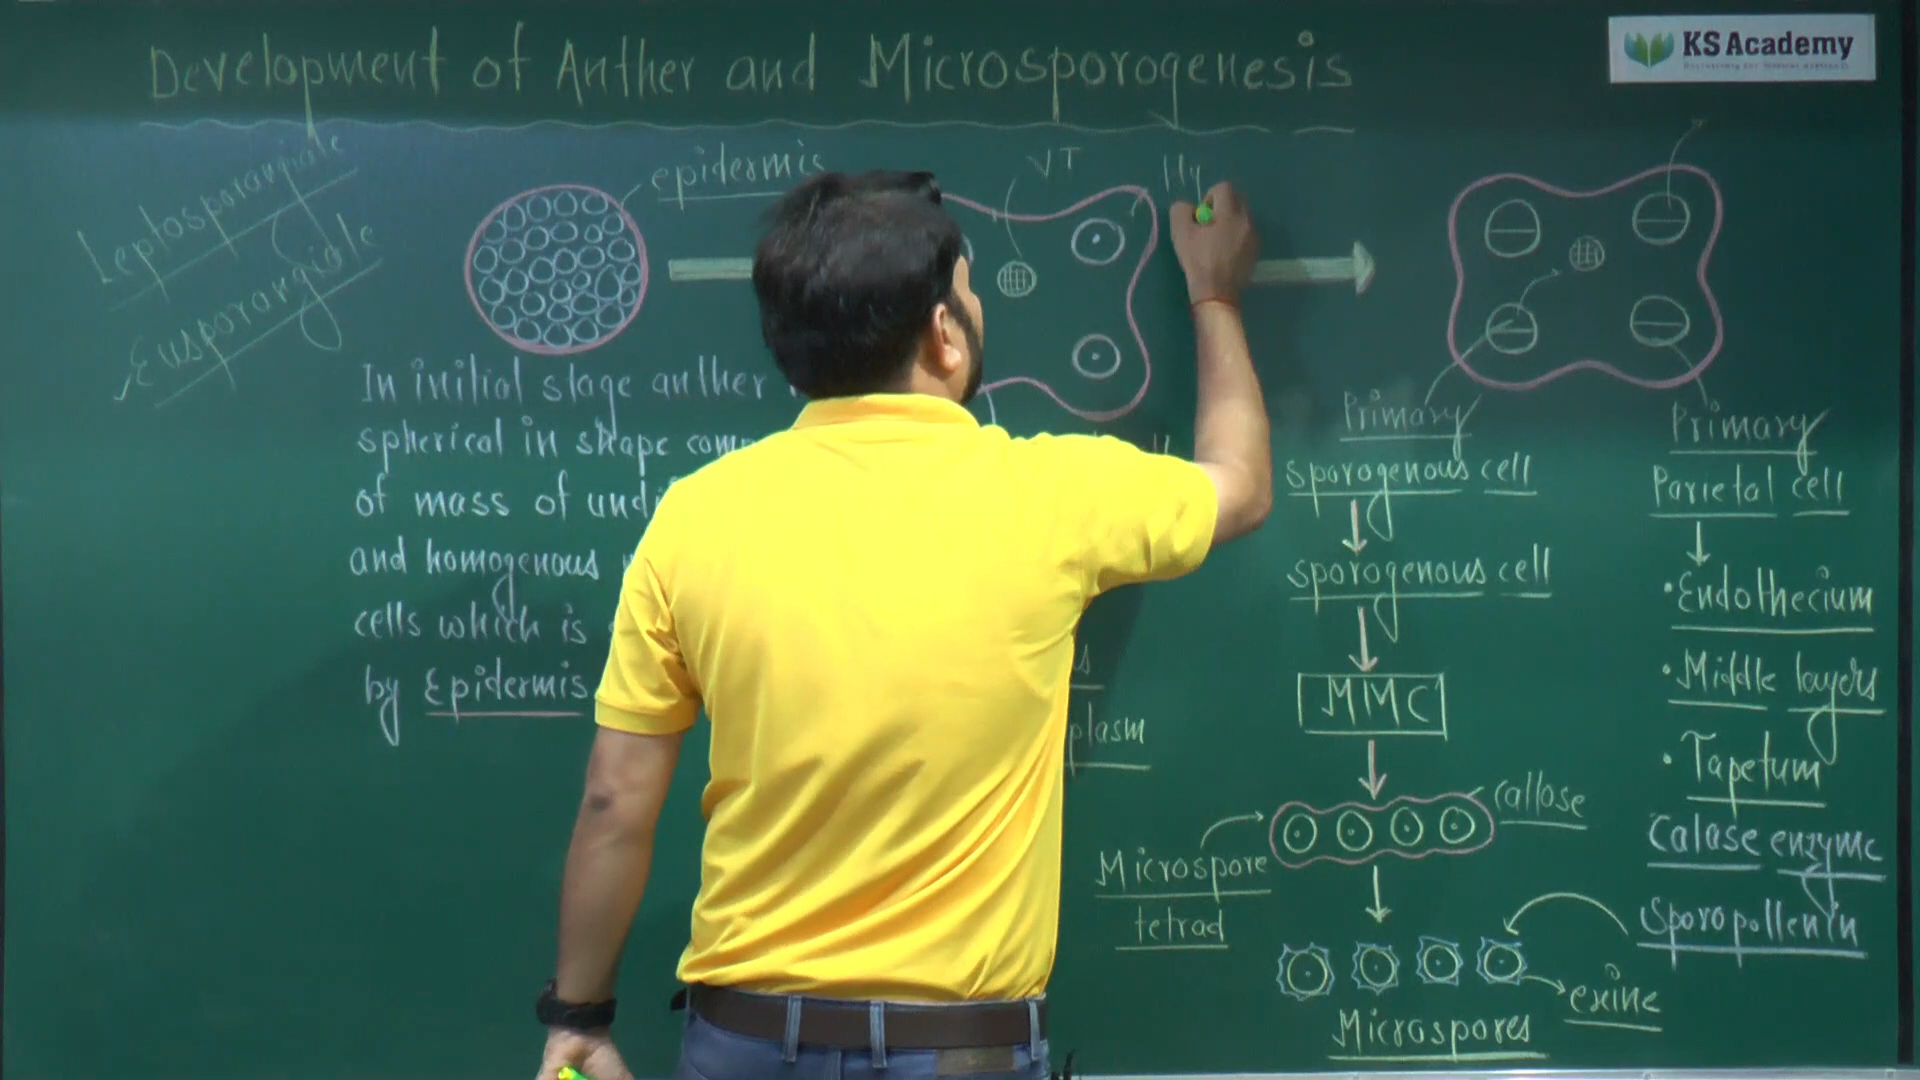 Development of Anther and Microsporogenesis
KS Academy
Leptosporangiate
Eusporangiate
epidermis
VT
Hy
In initial stage anther
spherical in shape com
of mass of undi
and homogenous
cells which is
by Epidermis
plasm
Primary
sporogenous cell
sporogenous cell
MMC
callose
Microspore
tetrad
Microspores
exine
Primary
Parietal cell
• Endothecium
• Middle layers
• Tapetum
Calase enzyme
Sporopollenin